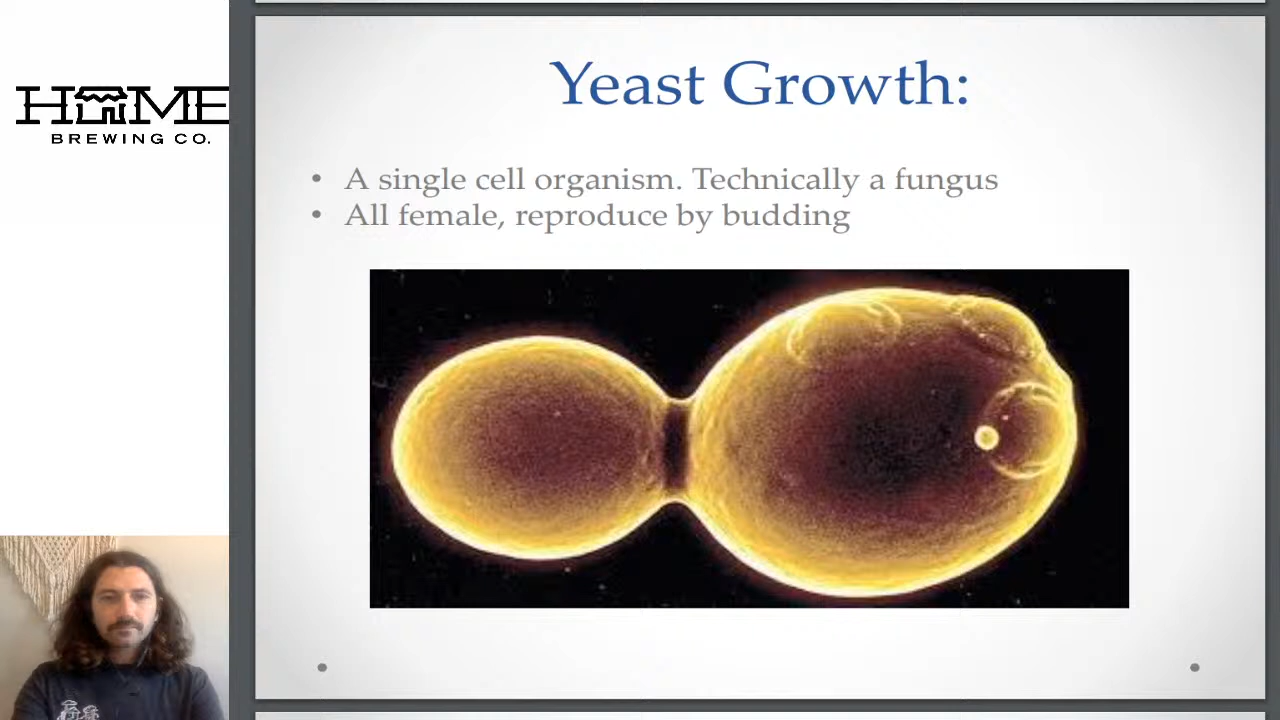 HOME
BREWING CO.
Yeast Growth:
• A single cell organism. Technically a fungus
• All female, reproduce by budding